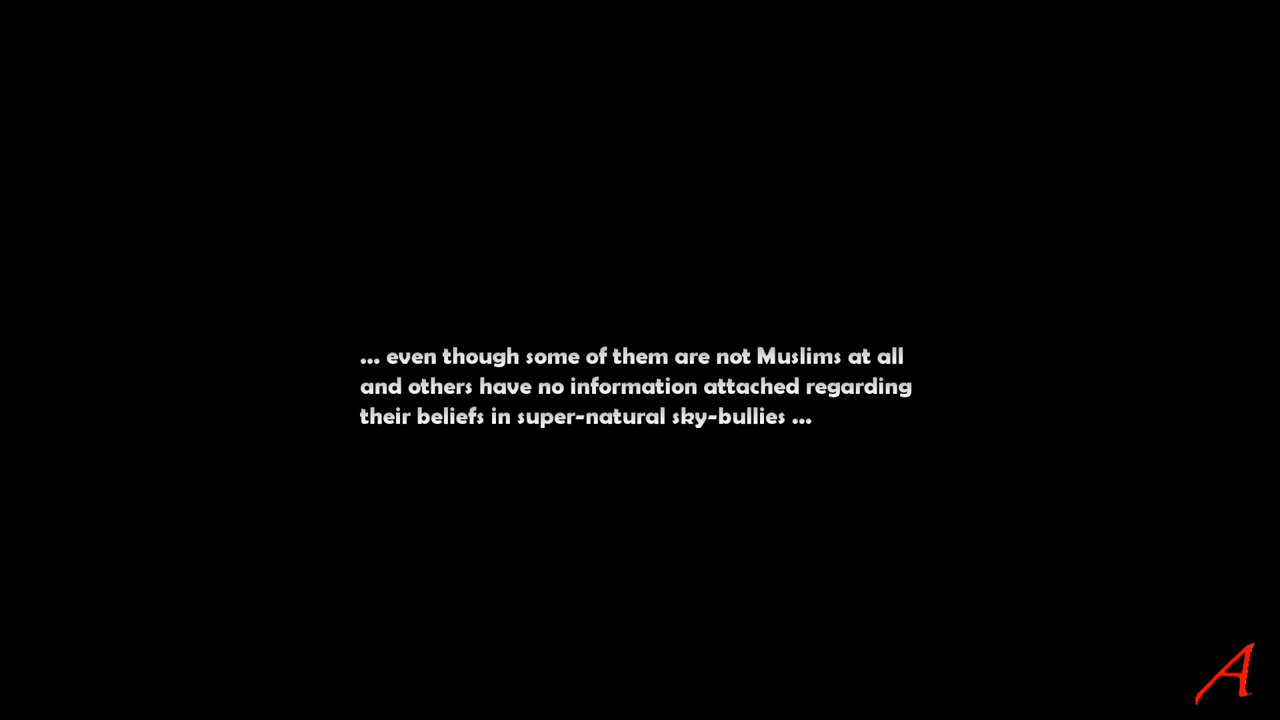 ... even though some of them are not Muslims at all
and others have no information attached regarding
their beliefs in super-natural sky-bullies ...
A